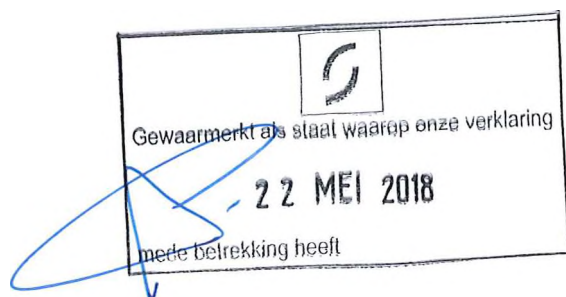 Gewaarmerkt als staat waarop onze verklaring
- 22 MEI 2018
mede betrekking heeft